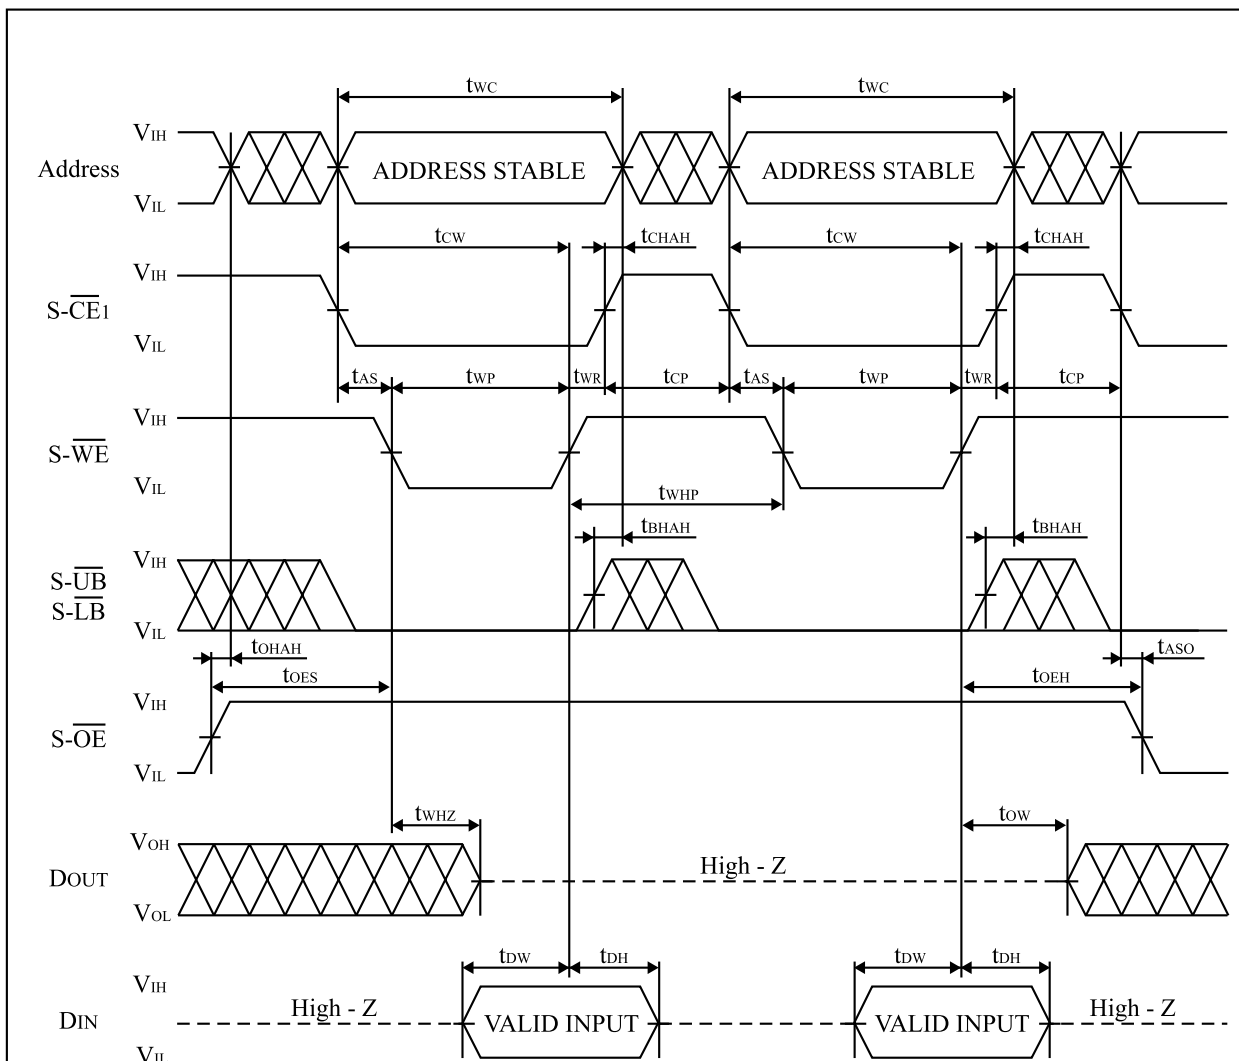 tWC tWC
VIH
Address ADDRESS STABLE ADDRESS STABLE
VIL
tCW tCHAH tCW tCHAH
VIH
S-CE1
VIL
tAS tWP tWR tCP tAS tWP tWR tCP
VIH
S-WE
VIL
tWHP
tBHAH tBHAH
VIH
S-UB
S-LB
VIL
tOHAH tASO
tOES tOEH
VIH
S-OE
VIL
tWHZ tOW
VOH
DOUT High - Z
VOL
tDW tDH tDW tDH
VIH
High - Z High - Z
DIN VALID INPUT VALID INPUT
VIL